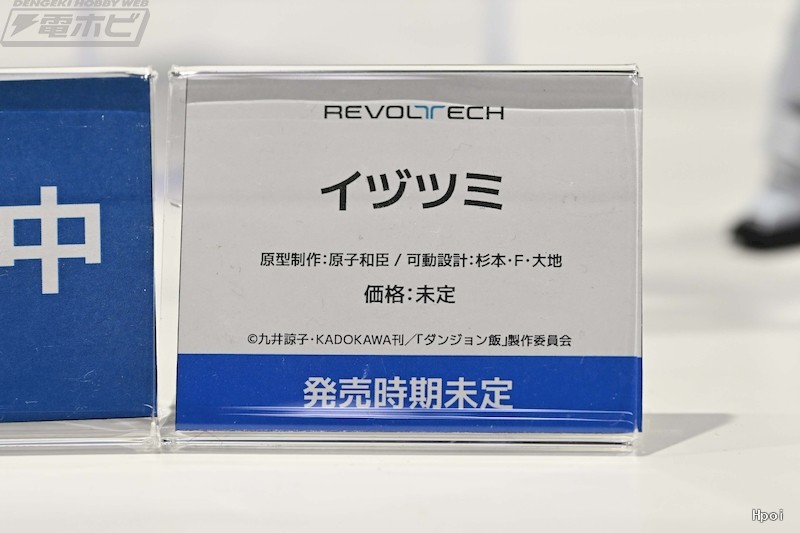 DENGEKI HOBBY WEB
電ホビ
中
REVOLTECH
イヅツミ
原型制作:原子和臣 / 可動設計:杉本・F・大地
価格:未定
©九井諒子・KADOKAWA刊／「ダンジョン飯」製作委員会
発売時期未定
Hpoi